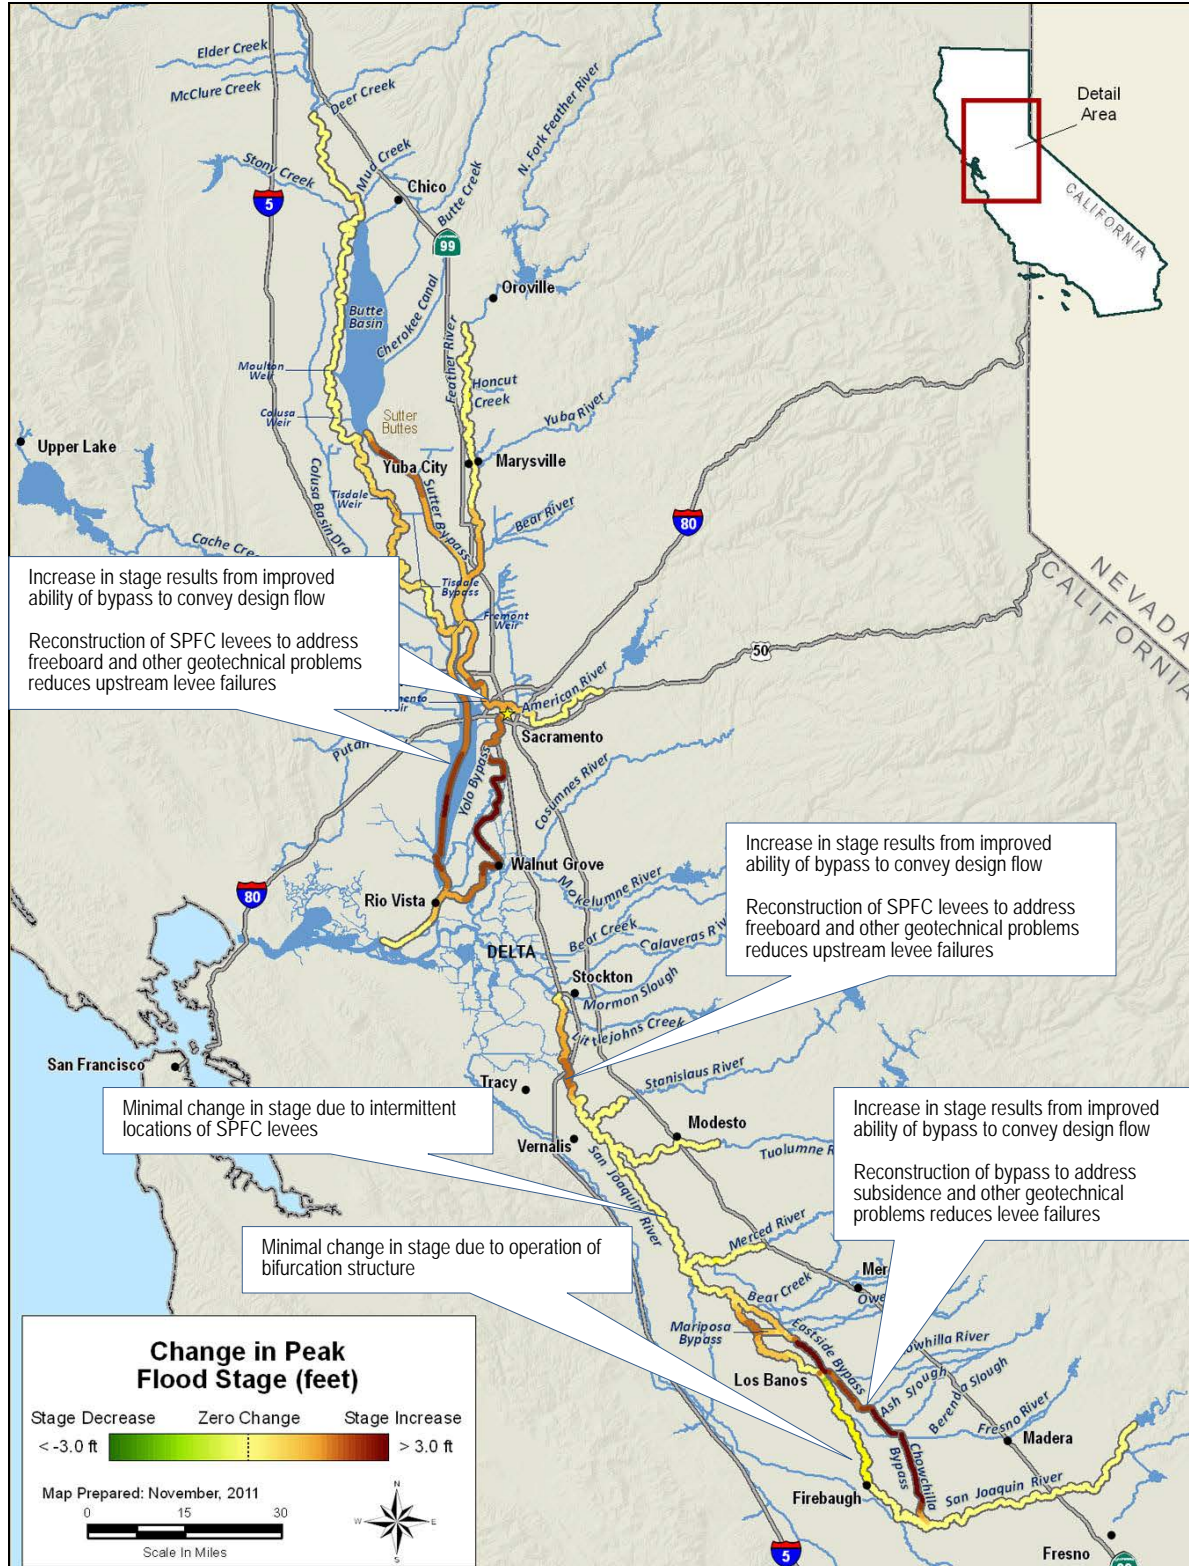 Elder Creek
McClure Creek
Deer Creek
N. Fork Feather River
Detail
Area
Stony Creek
Mud Creek
Chico
Butte Creek
5
99
CALIFORNIA
Oroville
Butte
Basin
Cherokee Canal
Feather River
Moulton
Weir
Honcut
Creek
Colusa
Weir
Sutter
Buttes
Yuba River
Upper Lake
Yuba City
Marysville
Colusa Basin Dra
Tisdale
Weir
Sutter Bypass
Bear River
80
Cache Cre
Tisdale
Bypass
Fremont
Weir
NEVADA
CALIFORNIA
Increase in stage results from improved
ability of bypass to convey design flow
Reconstruction of SPFC levees to address
freeboard and other geotechnical problems
reduces upstream levee failures
50
American River
mento
Weir
Sacramento
Putah
Yolo Bypass
Cosumnes River
Walnut Grove
Mokelumne River
80
Rio Vista
Increase in stage results from improved
ability of bypass to convey design flow
Reconstruction of SPFC levees to address
freeboard and other geotechnical problems
reduces upstream levee failures
Bear Creek
Calaveras Riv
DELTA
Stockton
Mormon Slough
Littlejohns Creek
San Francisco
Tracy
Stanislaus River
Minimal change in stage due to intermittent
locations of SPFC levees
Vernalis
Modesto
Tuolumne R
San Joaquin River
Increase in stage results from improved
ability of bypass to convey design flow
Reconstruction of bypass to address
subsidence and other geotechnical
problems reduces levee failures
Merced River
Minimal change in stage due to operation of
bifurcation structure
Bear Creek
Mer
Owe
Mariposa
Bypass
Eastside Bypass
owhilla River
Los Banos
Ash Slough
Berenda Slough
Fresno River
Madera
Chowchilla
Bypass
Firebaugh
San Joaquin River
Fresno
5
99
Change in Peak
Flood Stage (feet)
Stage Decrease
Zero Change
Stage Increase
< -3.0 ft
> 3.0 ft
Map Prepared: November, 2011
0
15
30
Scale In Miles
N
W
E
S